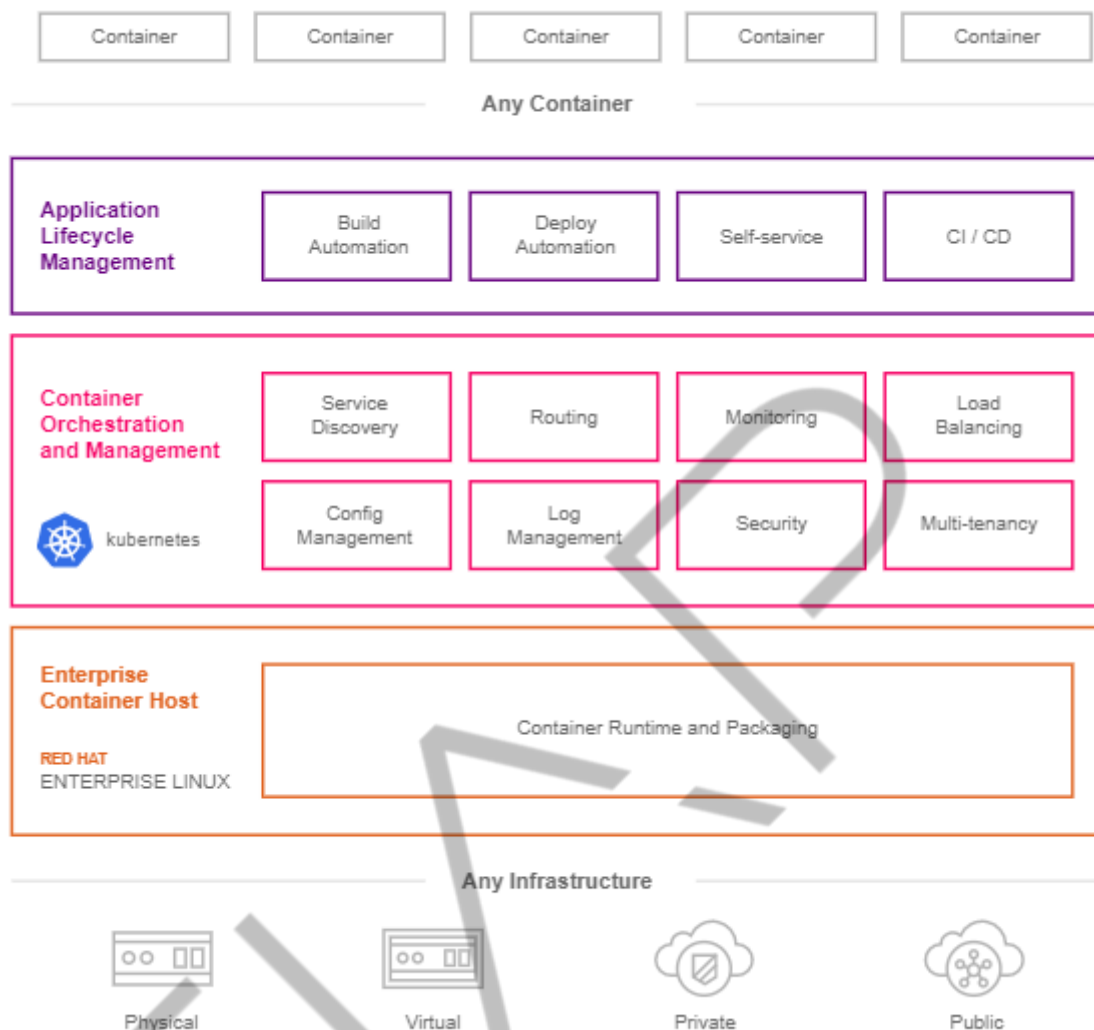 Container Container Container Container Container
Any Container
Application
Lifecycle
Management
Build
Automation
Deploy
Automation
Self-service
CI / CD
Container
Orchestration
and Management
kubernetes
Service
Discovery
Routing
Monitoring
Load
Balancing
Config
Management
Log
Management
Security
Multi-tenancy
Enterprise
Container Host
RED HAT
ENTERPRISE LINUX
Container Runtime and Packaging
Any Infrastructure
Physical Virtual Private Public